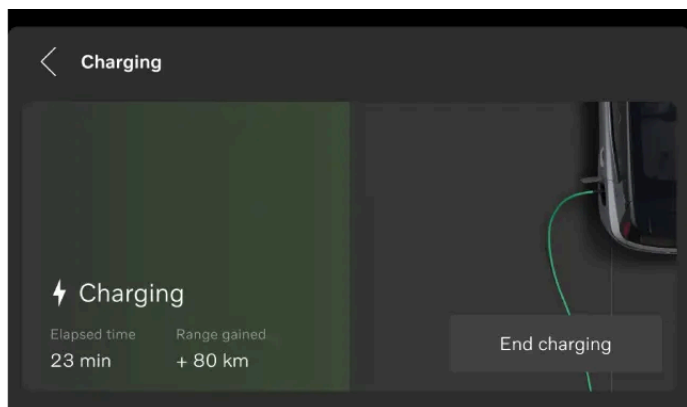 Charging
Charging
Elapsed time Range gained
23 min + 80 km
End charging